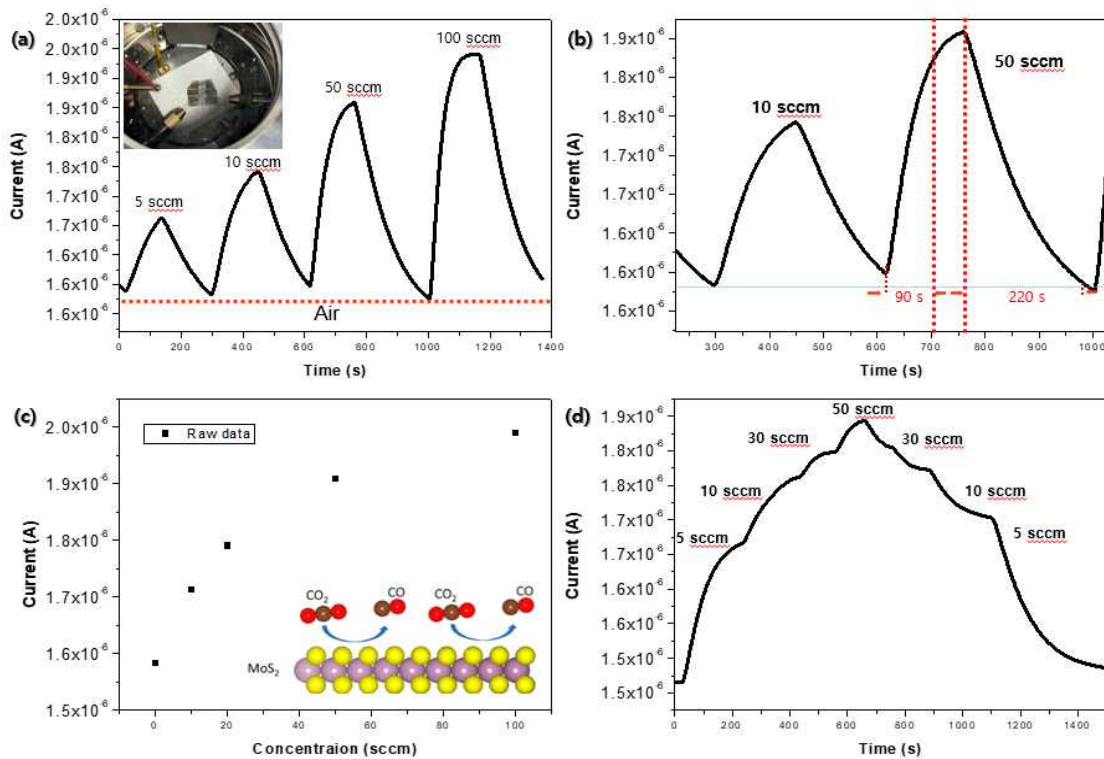 (a)
2.0x10-6
2.0x10-6
1.9x10-6
1.8x10-6
1.7x10-6
1.7x10-6
1.6x10-6
1.6x10-6
Current (A)
5 sccm
10 sccm
50 sccm
100 sccm
Air
0 200 400 600 800 1000 1200 1400
Time (s)
(b)
1.9x10-6
1.8x10-6
1.7x10-6
1.6x10-6
1.6x10-6
Current (A)
10 sccm
50 sccm
90 s
220 s
300 400 500 600 700 800 900 1000
Time (s)
(c)
2.0x10-6
1.9x10-6
1.8x10-6
1.7x10-6
1.6x10-6
1.5x10-6
Current (A)
Raw data
CO2
CO
CO2
CO
MoS2
0 20 40 60 80 100
Concentraion (sccm)
(d)
1.9x10-6
1.8x10-6
1.8x10-6
1.7x10-6
1.7x10-6
1.6x10-6
1.6x10-6
1.5x10-6
1.5x10-6
Current (A)
5 sccm
10 sccm
30 sccm
50 sccm
30 sccm
10 sccm
5 sccm
0 200 400 600 800 1000 1200 1400
Time (s)